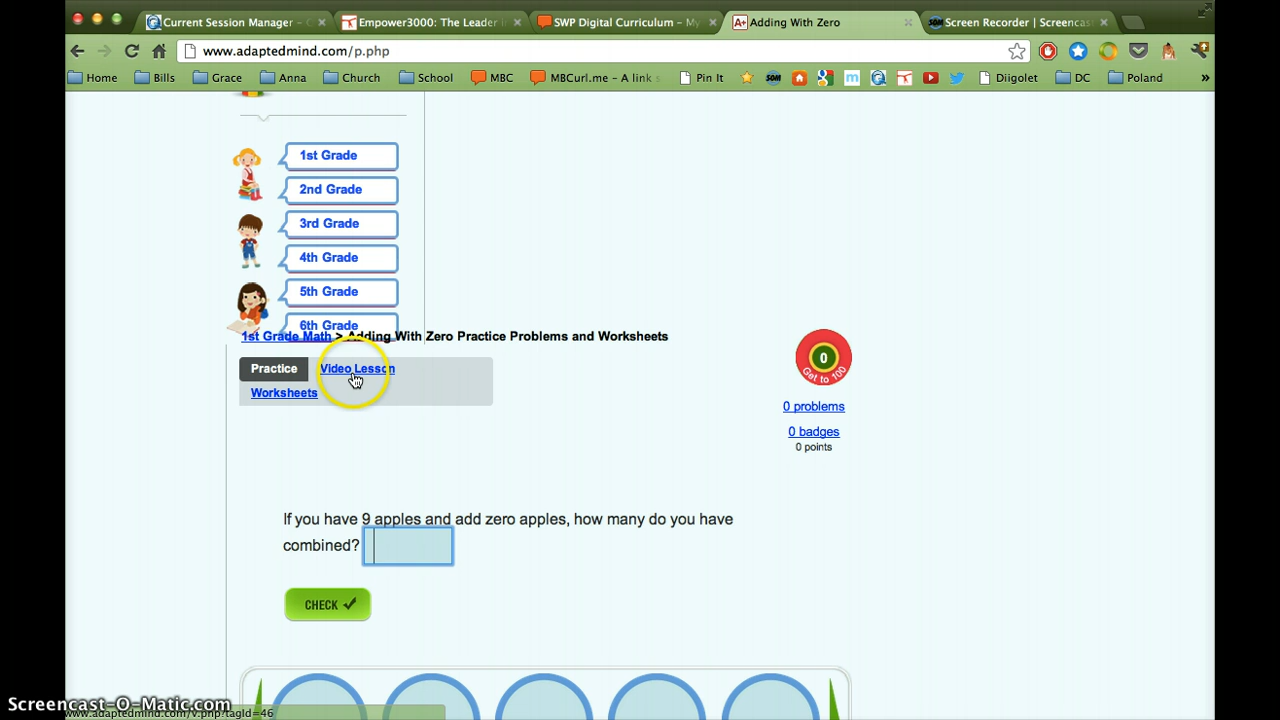 Current Session Manager –
Empower3000: The Leader
SWP Digital Curriculum – My
A+ Adding With Zero
Screen Recorder | Screencas
www.adaptedmind.com/p.php
Home Bills Grace Anna Church School MBC MBCurl.me - A link s Pin It Diigolet DC Poland »
1st Grade
2nd Grade
3rd Grade
4th Grade
5th Grade
6th Grade
1st Grade Math > Adding With Zero Practice Problems and Worksheets
Practice Video Lesson
Worksheets
0
Get to 100
0 problems
0 badges
0 points
If you have 9 apples and add zero apples, how many do you have
combined?
CHECK ✓
Screencast-O-Matic.com
www.adaptedmind.com/v.php?tagId=46